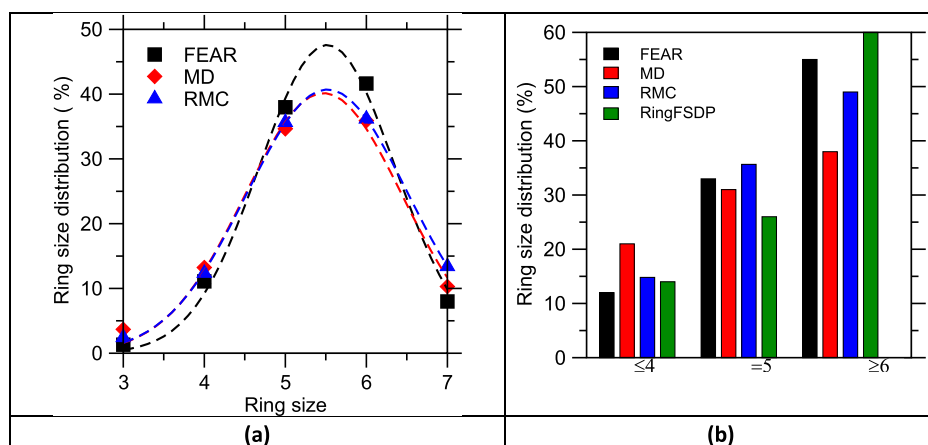 50
40
30
20
10
0
Ring size distribution ( %)
FEAR
MD
RMC
3 4 5 6 7
Ring size
(a)
60
50
40
30
20
10
0
Ring size distribution (%)
FEAR
MD
RMC
RingFSDP
≤4 =5 ≥6
(b)